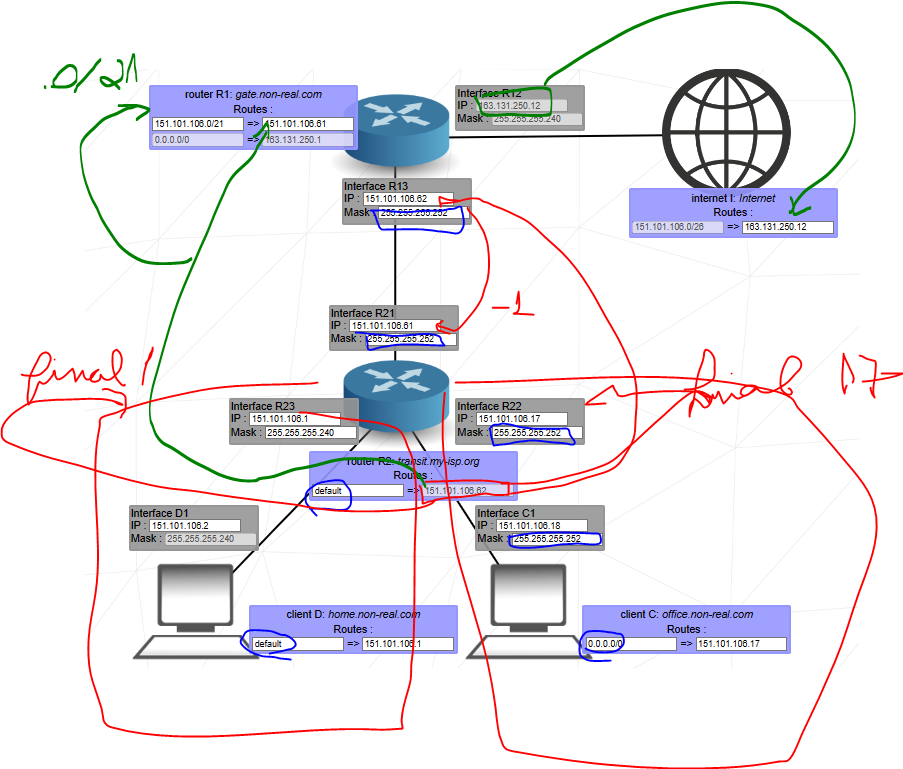 .0/21
router R1: gate.non-real.com
Routes :
151.101.106.0/21 => 151.101.106.61
0.0.0.0/0 => 163.131.250.1
Interface R12
IP : 163.131.250.12
Mask : 255.255.255.240
internet I: Internet
Routes :
151.101.106.0/26 => 163.131.250.12
Interface R13
IP : 151.101.106.62
Mask : 255.255.255.252
-1
Interface R21
IP : 151.101.106.61
Mask : 255.255.255.252
final 1
final 17
Interface R23
IP : 151.101.106.1
Mask : 255.255.255.240
Interface R22
IP : 151.101.106.17
Mask : 255.255.255.252
router R2: transit.my-isp.org
Routes :
default => 151.101.106.62
Interface D1
IP : 151.101.106.2
Mask : 255.255.255.240
Interface C1
IP : 151.101.106.18
Mask : 255.255.255.252
client D: home.non-real.com
Routes :
default => 151.101.106.1
client C: office.non-real.com
Routes :
0.0.0.0/0 => 151.101.106.17